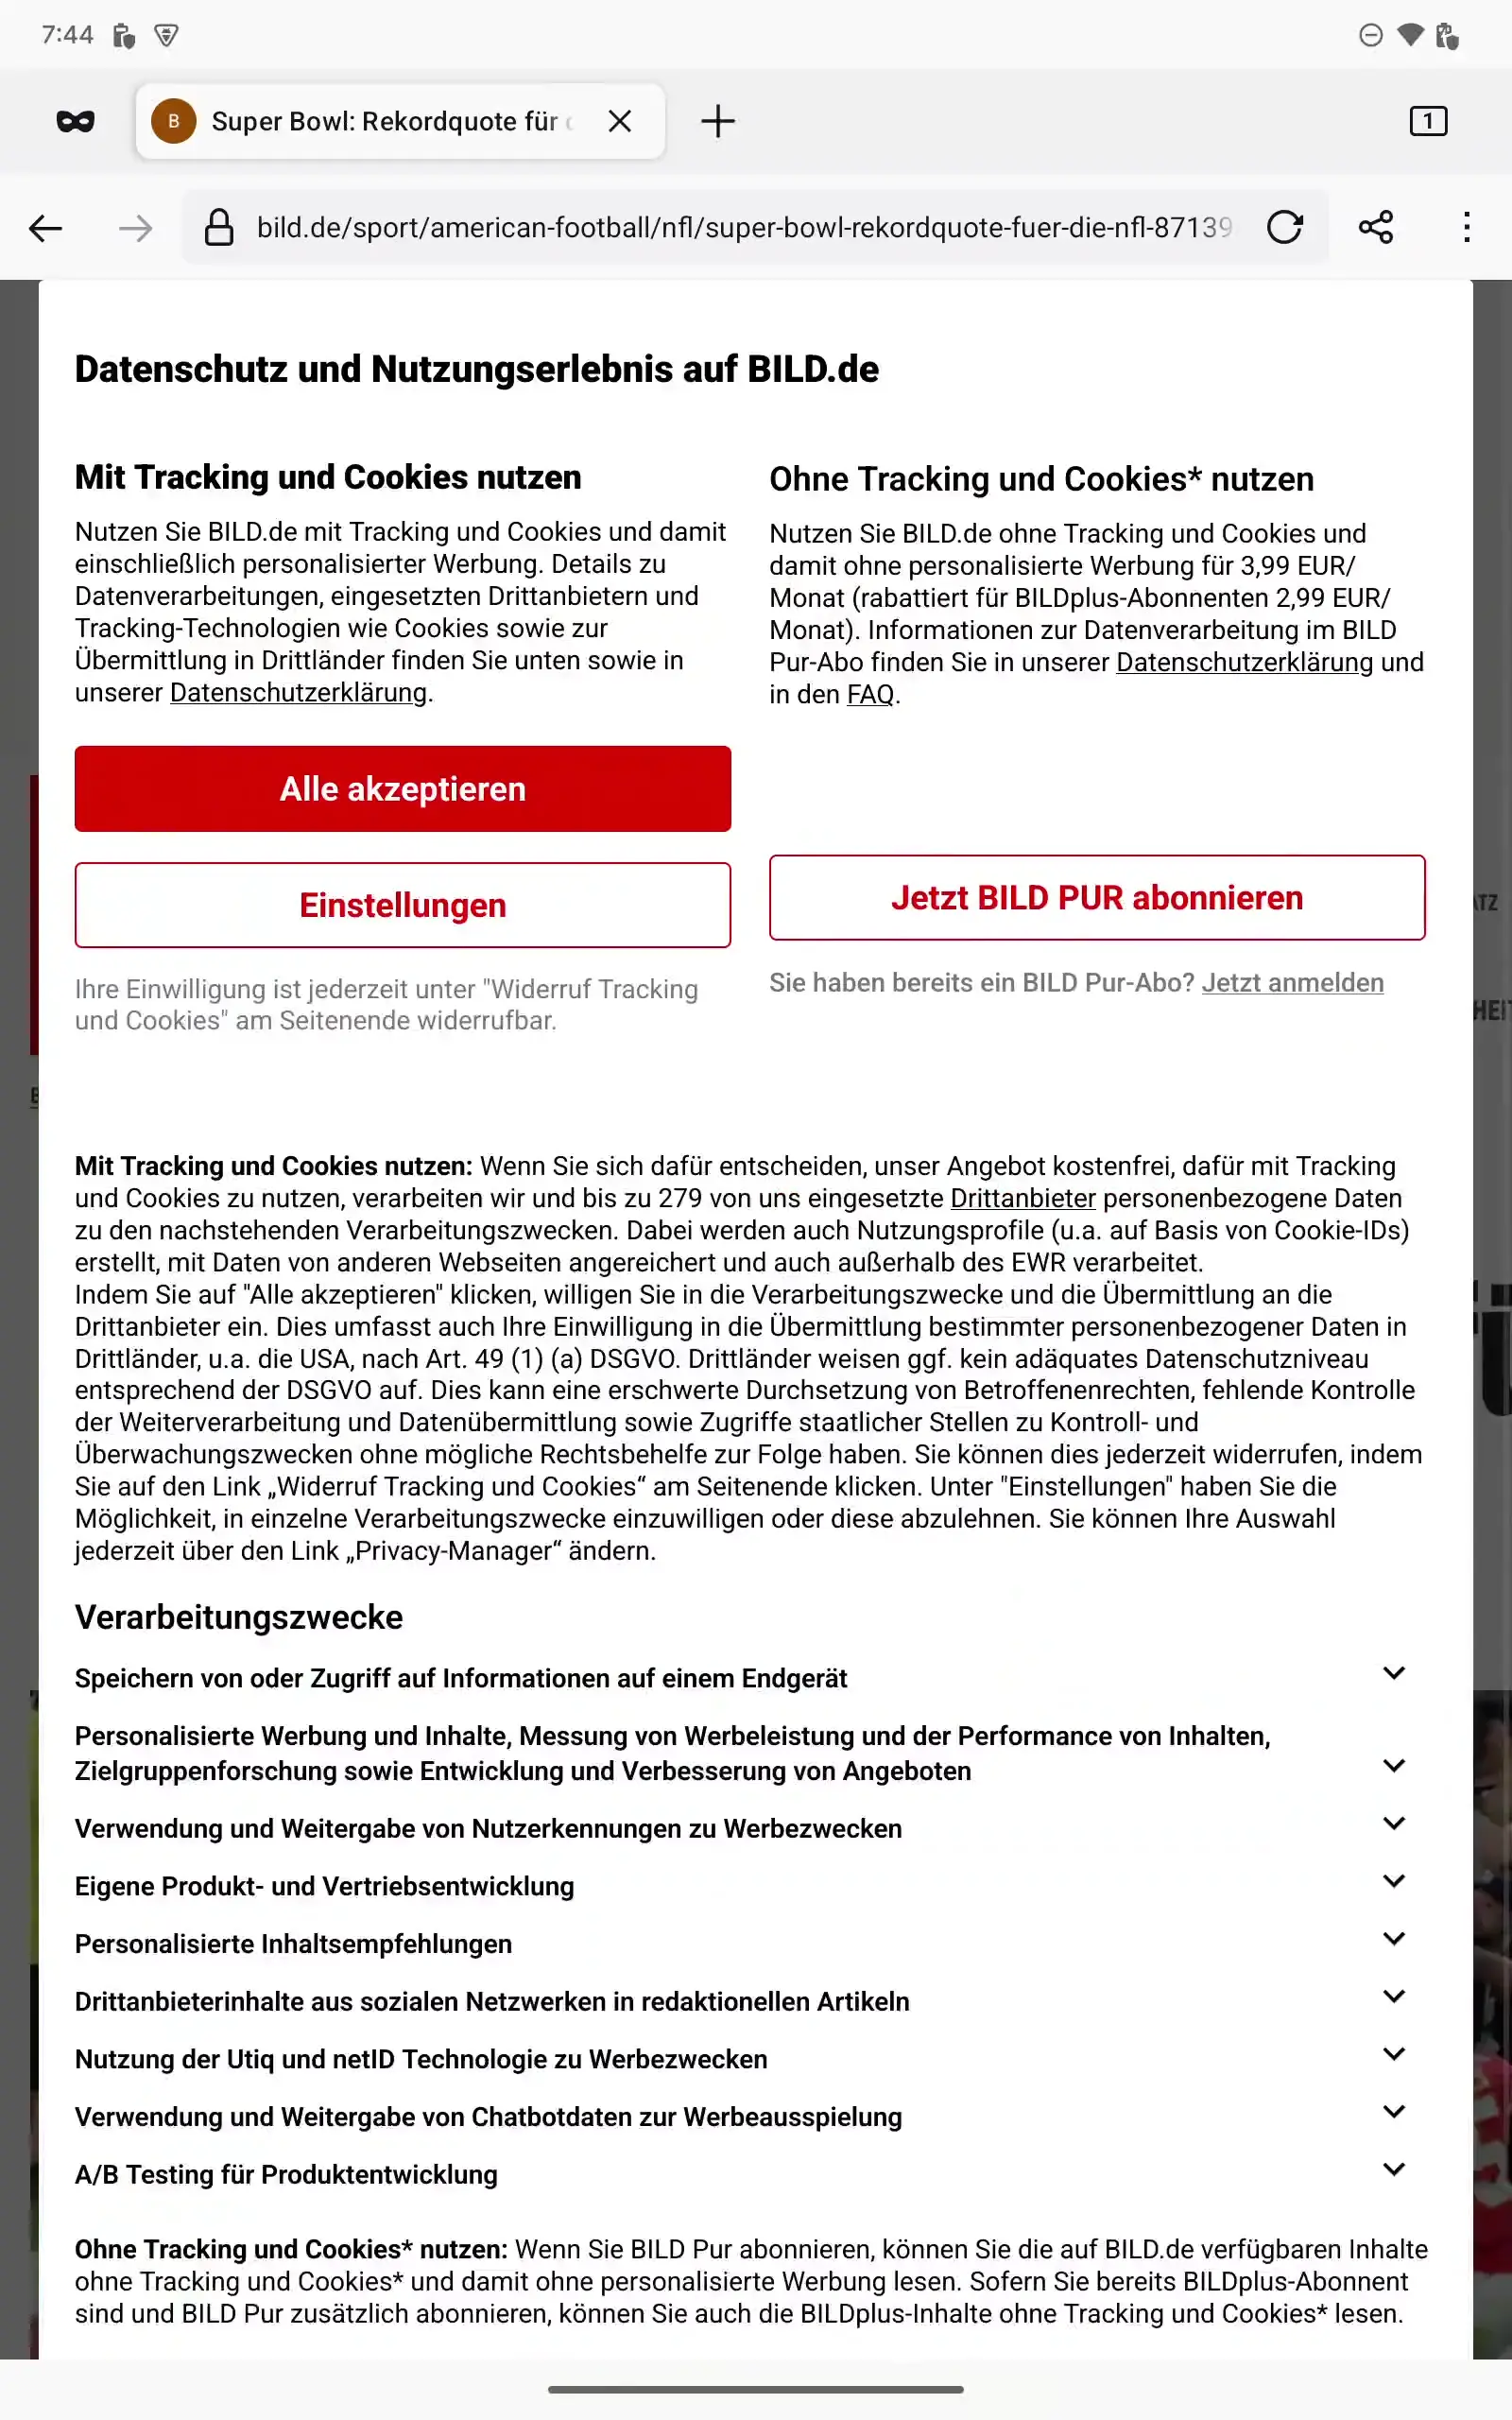 7:44
B
Super Bowl: Rekordquote für
1
bild.de/sport/american-football/nfl/super-bowl-rekordquote-fuer-die-nfl-87139
Datenschutz und Nutzungserlebnis auf BILD.de
Mit Tracking und Cookies nutzen
Nutzen Sie BILD.de mit Tracking und Cookies und damit
einschließlich personalisierter Werbung. Details zu
Datenverarbeitungen, eingesetzten Drittanbietern und
Tracking-Technologien wie Cookies sowie zur
Übermittlung in Drittländer finden Sie unten sowie in
unserer Datenschutzerklärung.
Alle akzeptieren
Einstellungen
Ihre Einwilligung ist jederzeit unter "Widerruf Tracking
und Cookies" am Seitenende widerrufbar.
Ohne Tracking und Cookies* nutzen
Nutzen Sie BILD.de ohne Tracking und Cookies und
damit ohne personalisierte Werbung für 3,99 EUR/
Monat (rabattiert für BILDplus-Abonnenten 2,99 EUR/
Monat). Informationen zur Datenverarbeitung im BILD
Pur-Abo finden Sie in unserer Datenschutzerklärung und
in den FAQ.
Jetzt BILD PUR abonnieren
Sie haben bereits ein BILD Pur-Abo? Jetzt anmelden
Mit Tracking und Cookies nutzen: Wenn Sie sich dafür entscheiden, unser Angebot kostenfrei, dafür mit Tracking
und Cookies zu nutzen, verarbeiten wir und bis zu 279 von uns eingesetzte Drittanbieter personenbezogene Daten
zu den nachstehenden Verarbeitungszwecken. Dabei werden auch Nutzungsprofile (u.a. auf Basis von Cookie-IDs)
erstellt, mit Daten von anderen Webseiten angereichert und auch außerhalb des EWR verarbeitet.
Indem Sie auf "Alle akzeptieren" klicken, willigen Sie in die Verarbeitungszwecke und die Übermittlung an die
Drittanbieter ein. Dies umfasst auch Ihre Einwilligung in die Übermittlung bestimmter personenbezogener Daten in
Drittländer, u.a. die USA, nach Art. 49 (1) (a) DSGVO. Drittländer weisen ggf. kein adäquates Datenschutzniveau
entsprechend der DSGVO auf. Dies kann eine erschwerte Durchsetzung von Betroffenenrechten, fehlende Kontrolle
der Weiterverarbeitung und Datenübermittlung sowie Zugriffe staatlicher Stellen zu Kontroll- und
Überwachungszwecken ohne mögliche Rechtsbehelfe zur Folge haben. Sie können dies jederzeit widerrufen, indem
Sie auf den Link „Widerruf Tracking und Cookies“ am Seitenende klicken. Unter "Einstellungen" haben Sie die
Möglichkeit, in einzelne Verarbeitungszwecke einzuwilligen oder diese abzulehnen. Sie können Ihre Auswahl
jederzeit über den Link „Privacy-Manager“ ändern.
Verarbeitungszwecke
Speichern von oder Zugriff auf Informationen auf einem Endgerät
Personalisierte Werbung und Inhalte, Messung von Werbeleistung und der Performance von Inhalten,
Zielgruppenforschung sowie Entwicklung und Verbesserung von Angeboten
Verwendung und Weitergabe von Nutzerkennungen zu Werbezwecken
Eigene Produkt- und Vertriebsentwicklung
Personalisierte Inhaltsempfehlungen
Drittanbieterinhalte aus sozialen Netzwerken in redaktionellen Artikeln
Nutzung der Utiq und netID Technologie zu Werbezwecken
Verwendung und Weitergabe von Chatbotdaten zur Werbeausspielung
A/B Testing für Produktentwicklung
Ohne Tracking und Cookies* nutzen: Wenn Sie BILD Pur abonnieren, können Sie die auf BILD.de verfügbaren Inhalte
ohne Tracking und Cookies* und damit ohne personalisierte Werbung lesen. Sofern Sie bereits BILDplus-Abonnent
sind und BILD Pur zusätzlich abonnieren, können Sie auch die BILDplus-Inhalte ohne Tracking und Cookies* lesen.